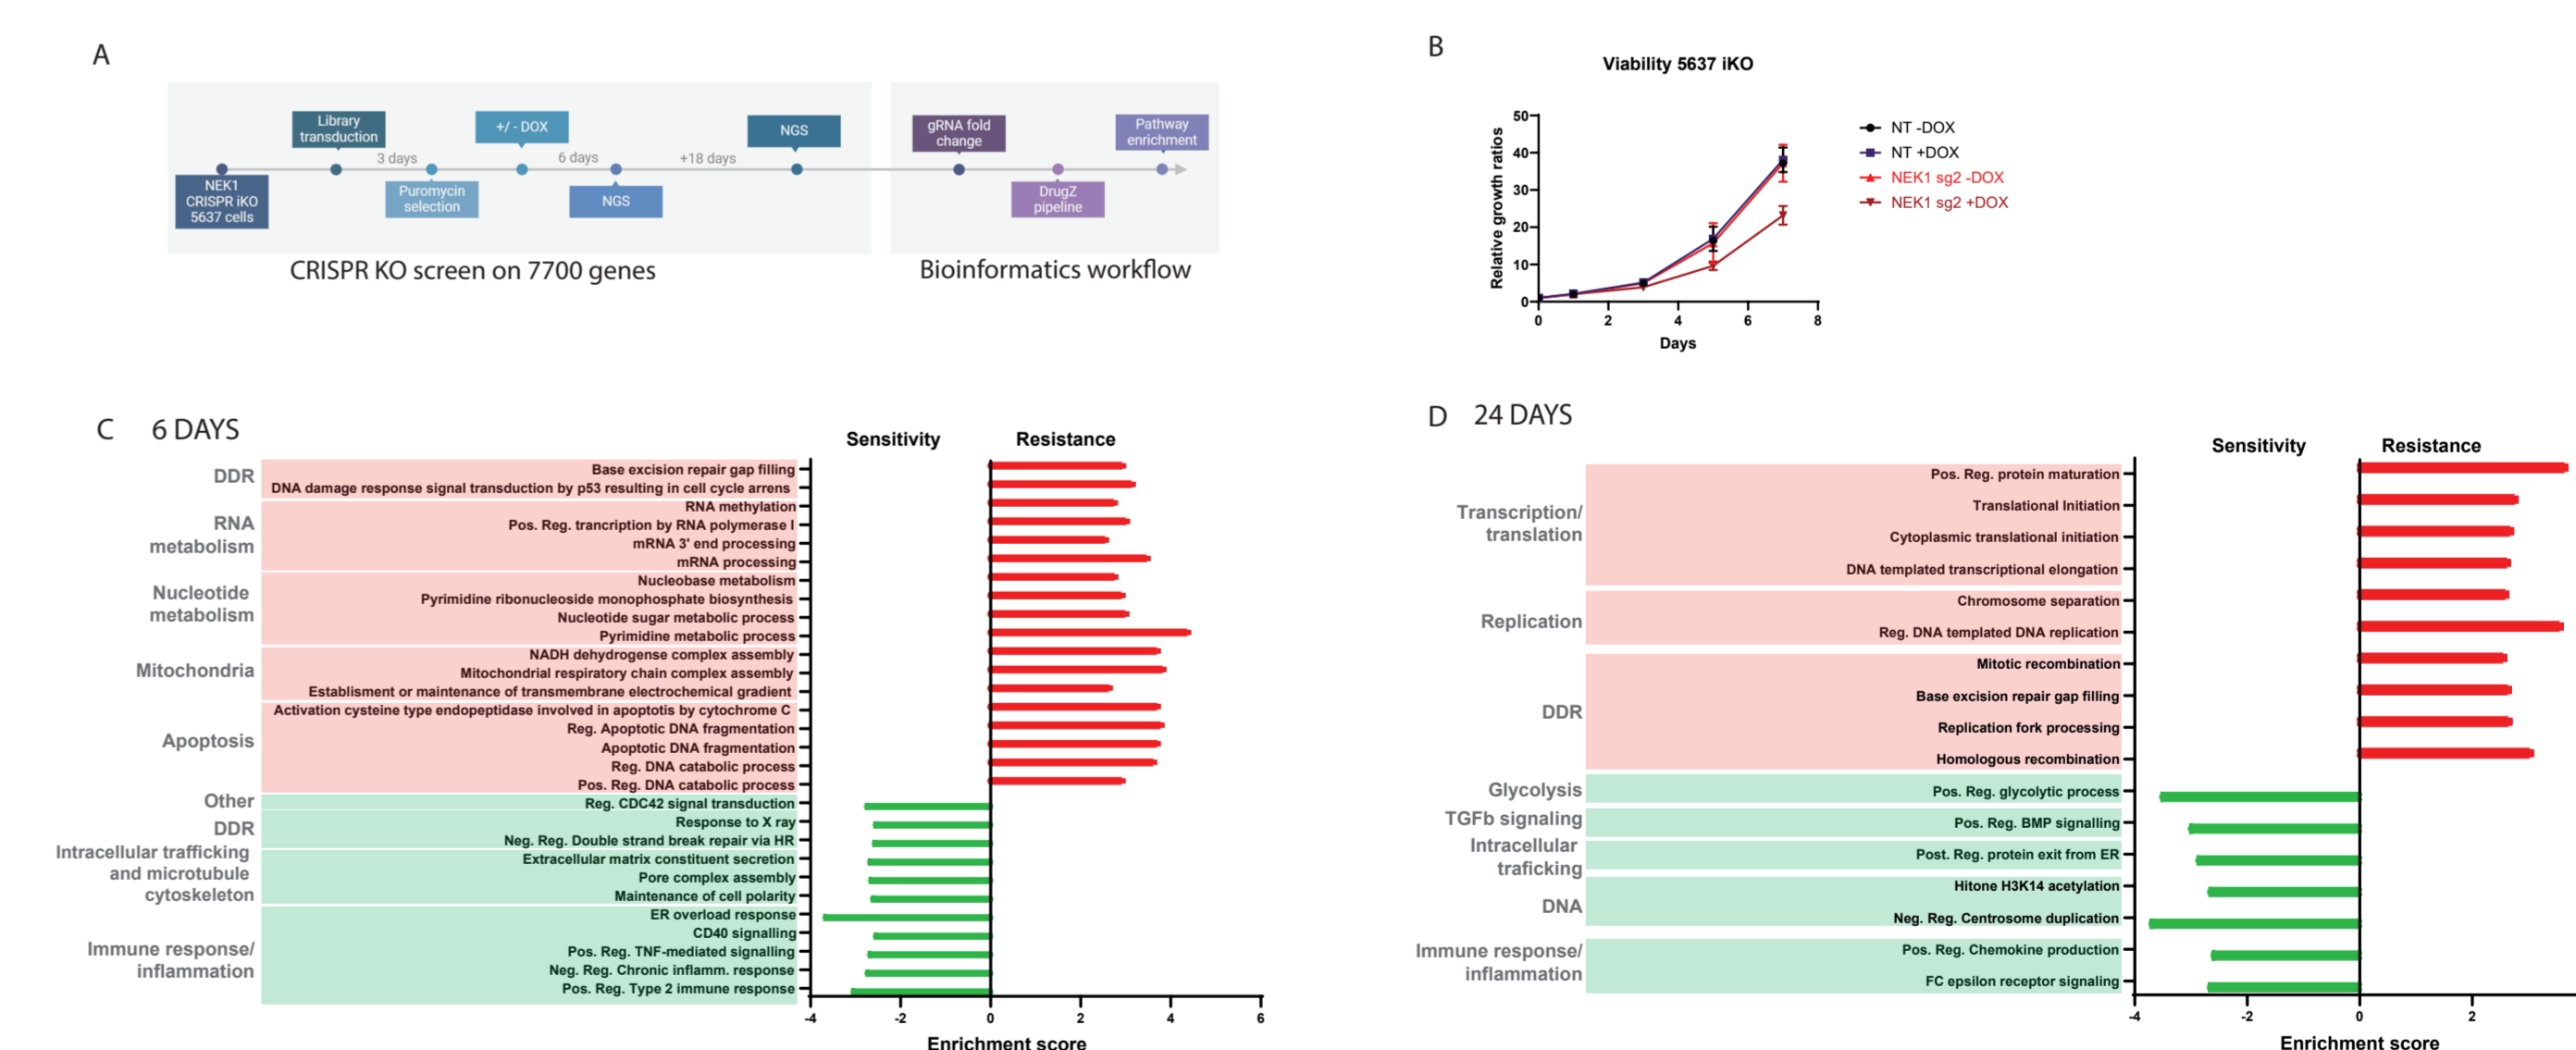 A
Library
transduction
+/ - DOX
NGS
3 days
6 days
+18 days
NEK1
CRISPR iKO
5637 cells
Puromycin
selection
NGS
gRNA fold
change
Pathway
enrichment
DrugZ
pipeline
CRISPR KO screen on 7700 genes
Bioinformatics workflow
B
Viability 5637 iKO
Relative growth ratios
50
40
30
20
10
0
0 2 4 6 8
Days
NT -DOX
NT +DOX
NEK1 sg2 -DOX
NEK1 sg2 +DOX
C 6 DAYS
Sensitivity Resistance
DDR
Base excision repair gap filling
DNA damage response signal transduction by p53 resulting in cell cycle arrens
RNA
metabolism
RNA methylation
Pos. Reg. trancription by RNA polymerase I
mRNA 3' end processing
mRNA processing
Nucleotide
metabolism
Nucleobase metabolism
Pyrimidine ribonucleoside monophosphate biosynthesis
Nucleotide sugar metabolic process
Pyrimidine metabolic process
Mitochondria
NADH dehydrogense complex assembly
Mitochondrial respiratory chain complex assembly
Establisment or maintenance of transmembrane electrochemical gradient
Apoptosis
Activation cysteine type endopeptidase involved in apoptotis by cytochrome C
Reg. Apoptotic DNA fragmentation
Apoptotic DNA fragmentation
Reg. DNA catabolic process
Pos. Reg. DNA catabolic process
Other
Reg. CDC42 signal transduction
DDR
Response to X ray
Neg. Reg. Double strand break repair via HR
Intracellular trafficking
and microtubule
cytoskeleton
Extracellular matrix constituent secretion
Pore complex assembly
Maintenance of cell polarity
Immune response/
inflammation
ER overload response
CD40 signalling
Pos. Reg. TNF-mediated signalling
Neg. Reg. Chronic inflamm. response
Pos. Reg. Type 2 immune response
-4 -2 0 2 4 6
Enrichment score
D 24 DAYS
Sensitivity Resistance
Transcription/
translation
Pos. Reg. protein maturation
Translational Initiation
Cytoplasmic translational initiation
DNA templated transcriptional elongation
Replication
Chromosome separation
Reg. DNA templated DNA replication
DDR
Mitotic recombination
Base excision repair gap filling
Replication fork processing
Homologous recombination
Glycolysis
Pos. Reg. glycolytic process
TGFb signaling
Pos. Reg. BMP signalling
Intracellular
traficking
Post. Reg. protein exit from ER
DNA
Hitone H3K14 acetylation
Neg. Reg. Centrosome duplication
Immune response/
inflammation
Pos. Reg. Chemokine production
FC epsilon receptor signaling
-4 -2 0 2
Enrichment score